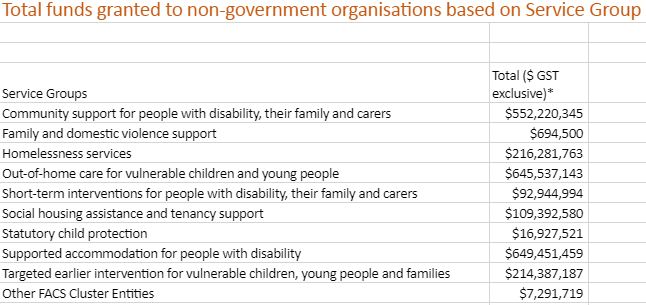 Total funds granted to non-government organisations based on Service Group
Total ($ GST
Service Groups exclusive)*
Community support for people with disability, their family and carers $552,220,345
Family and domestic violence support $694,500
Homelessness services $216,281,763
Out-of-home care for vulnerable children and young people $645,537,143
Short-term interventions for people with disability, their family and carers $92,944,994
Social housing assistance and tenancy support $109,392,580
Statutory child protection $16,927,521
Supported accommodation for people with disability $649,451,459
Targeted earlier intervention for vulnerable children, young people and families $214,387,187
Other FACS Cluster Entities $7,291,719